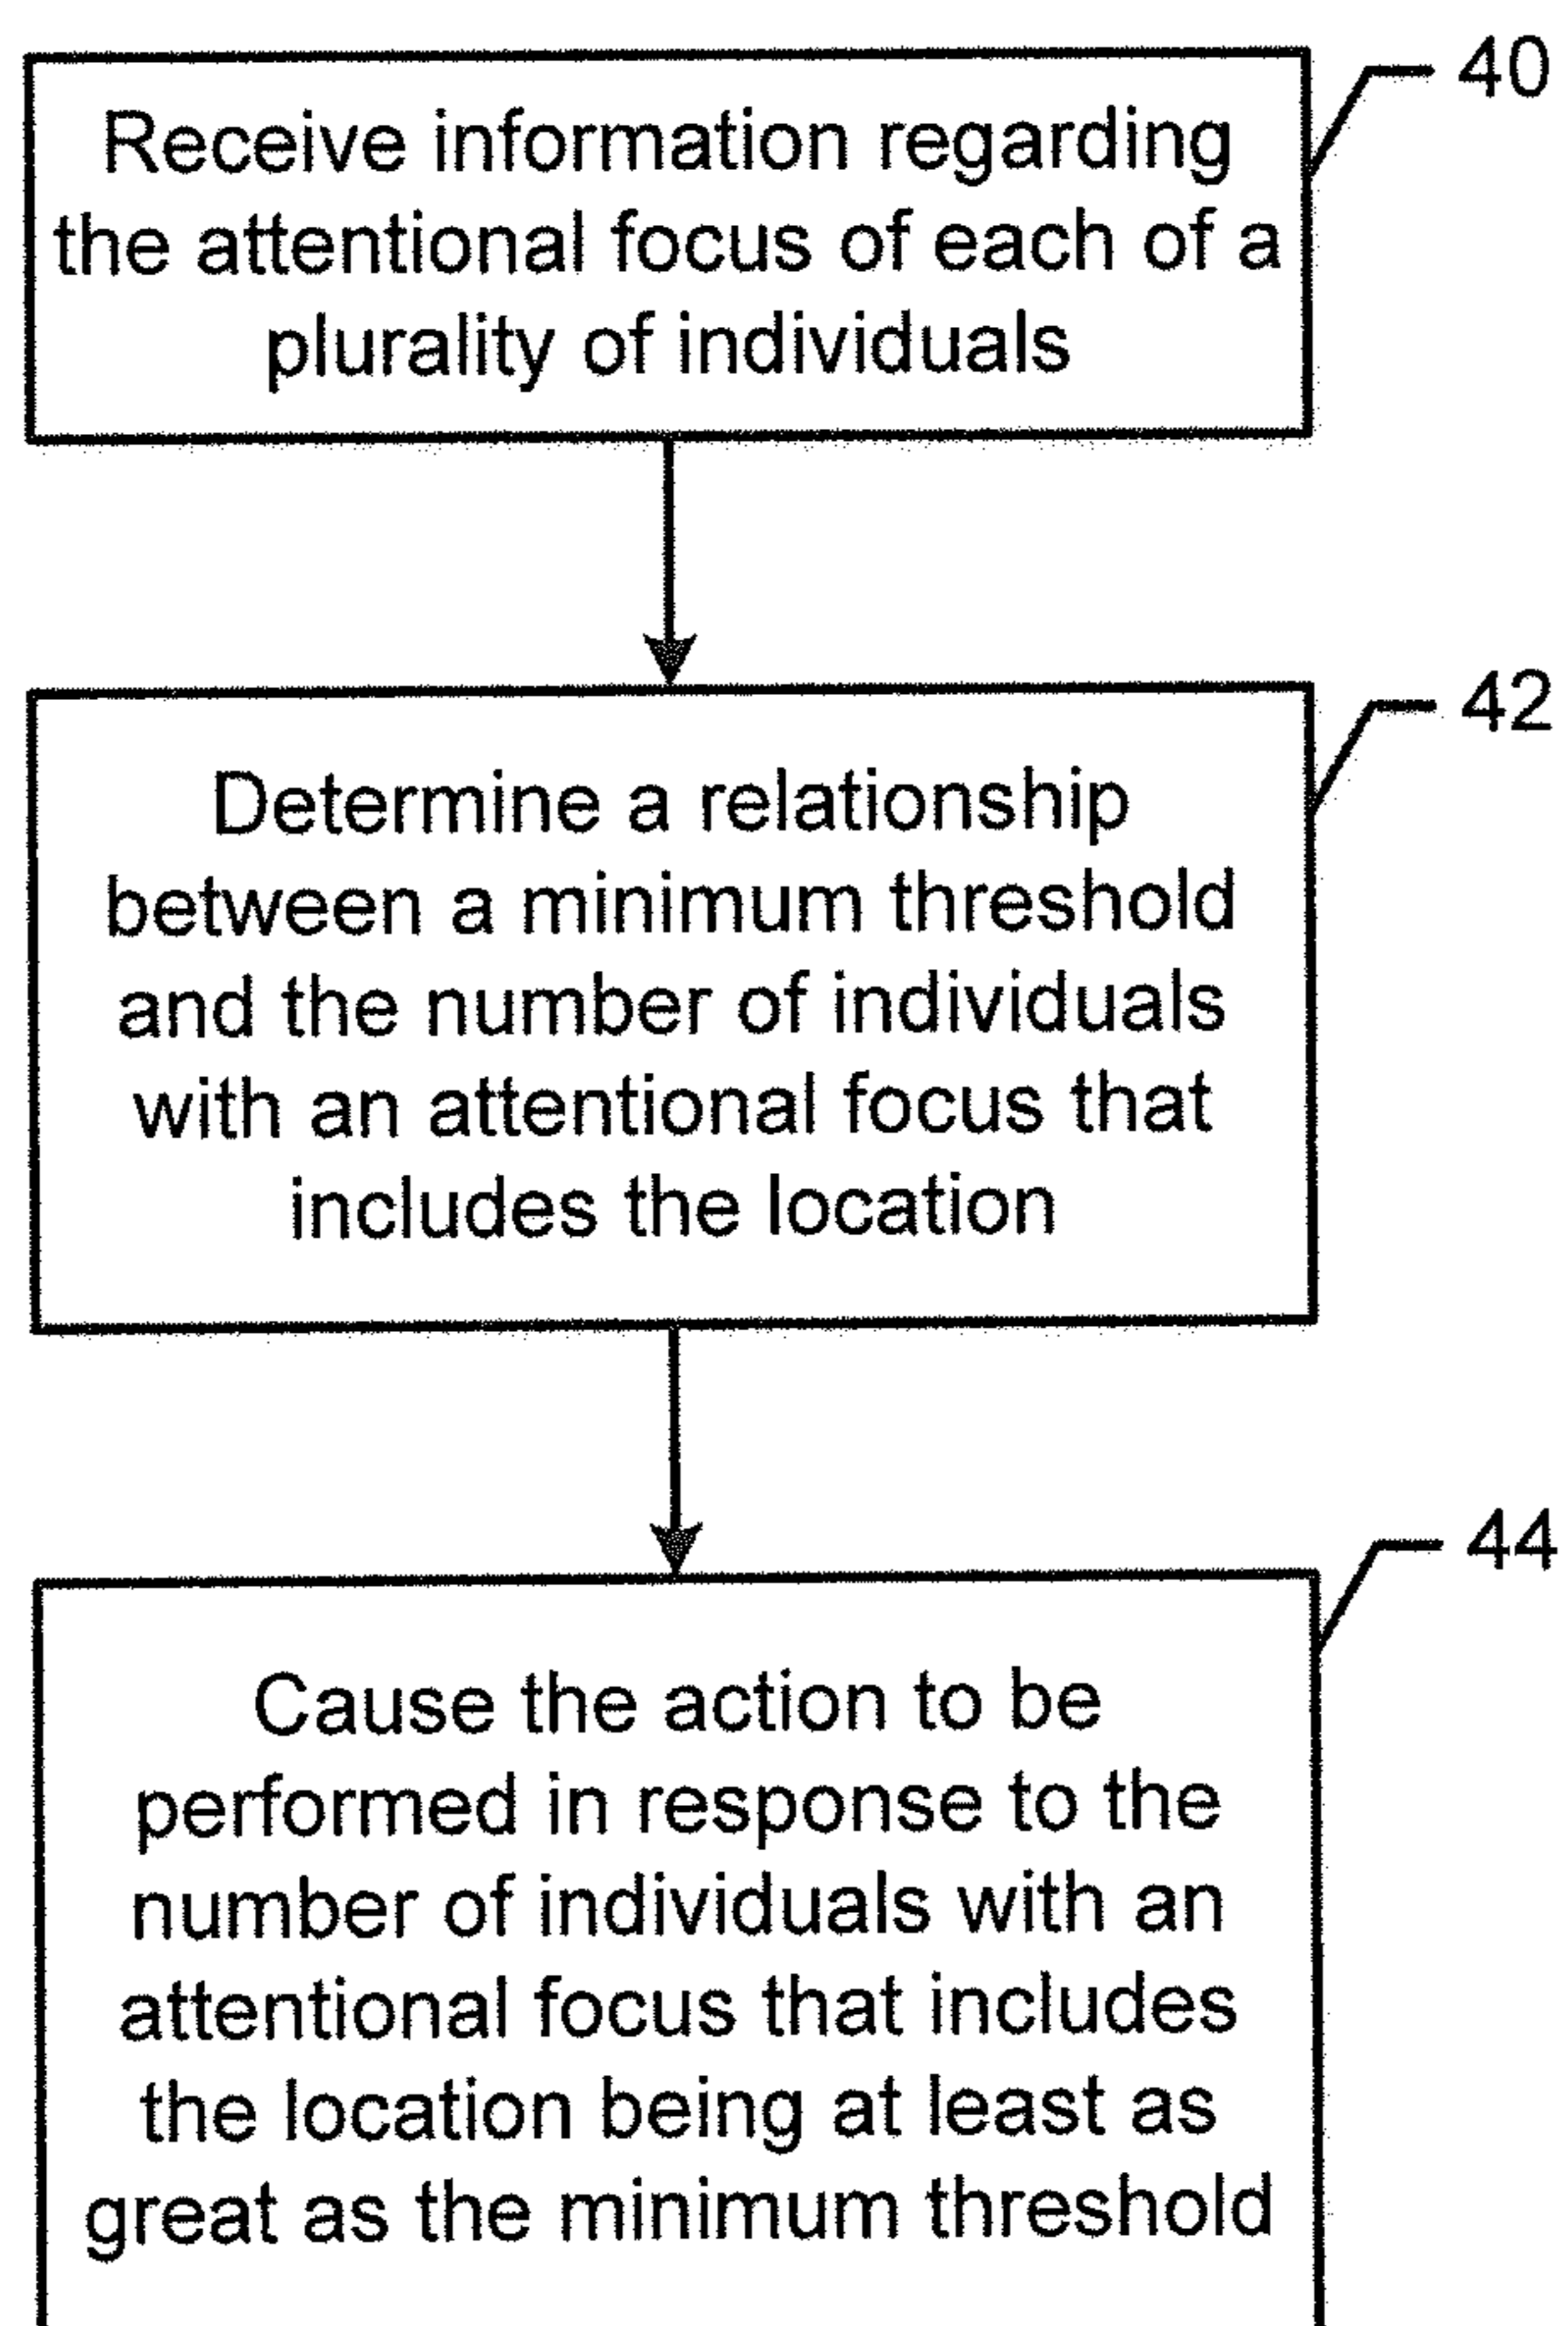 40
Receive information regarding
the attentional focus of each of a
plurality of individuals
42
Determine a relationship
between a minimum threshold
and the number of individuals
with an attentional focus that
includes the location
44
Cause the action to be
performed in response to the
number of individuals with an
attentional focus that includes
the location being at least as
great as the minimum threshold